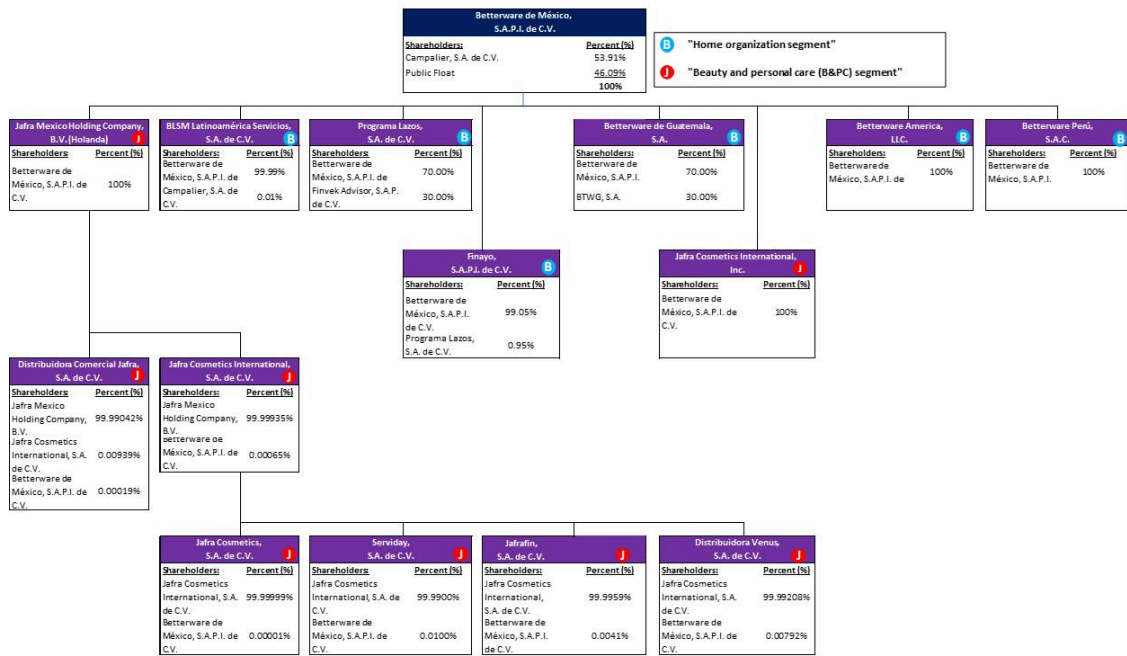 Betterware de México,
S.A.P.I. de C.V.
Shareholders: Percent (%)
Campalier, S.A. de C.V. 53.91%
Public Float 46.09%
100%
B "Home organization segment"
J "Beauty and personal care (B&PC) segment"
Jafra Mexico Holding Company,
B.V. (Holanda) J
Shareholders: Percent (%)
Betterware de
México, S.A.P.I. de 100%
C.V.
BLSM Latinoamérica Servicios,
S.A. de C.V. B
Shareholders: Percent (%)
Betterware de
México, S.A.P.I. de 99.99%
Campalier, S.A. de 0.01%
C.V.
Programa Lazos,
S.A. de C.V. B
Shareholders: Percent (%)
Betterware de
México, S.A.P.I. de 70.00%
Finvek Advisor, S.A.P. 30.00%
de C.V.
Betterware de Guatemala,
S.A. B
Shareholders: Percent (%)
Betterware de
México, S.A.P.I. 70.00%
BTWG, S.A. 30.00%
Betterware America,
LLC. B
Shareholders: Percent (%)
Betterware de
México, S.A.P.I. de 100%
Betterware Perú,
S.A.C. B
Shareholders: Percent (%)
Betterware de
México, S.A.P.I. 100%
Finayo,
S.A.P.I. de C.V. B
Shareholders: Percent (%)
Betterware de
México, S.A.P.I. 99.05%
de C.V.
Programa Lazos,
S.A. de C.V. 0.95%
Jafra Cosmetics International,
Inc. J
Shareholders: Percent (%)
Betterware de
México, S.A.P.I. de 100%
C.V.
Distribuidora Comercial Jafra,
S.A. de C.V. J
Shareholders: Percent (%)
Jafra Mexico
Holding Company, 99.99042%
B.V.
Jafra Cosmetics
International, S.A. 0.00939%
de C.V.
Betterware de
México, S.A.P.I. de 0.00019%
C.V.
Jafra Cosmetics International,
S.A. de C.V. J
Shareholders: Percent (%)
Jafra Mexico
Holding Company, 99.99935%
B.V.
Betterware de
México, S.A.P.I. de 0.00065%
C.V.
Jafra Cosmetics,
S.A. de C.V. J
Shareholders: Percent (%)
Jafra Cosmetics
International, S.A. 99.99999%
de C.V.
Betterware de
México, S.A.P.I. de 0.00001%
C.V.
Serviday,
S.A. de C.V. J
Shareholders: Percent (%)
Jafra Cosmetics
International, S.A. de 99.9900%
C.V.
Betterware de
México, S.A.P.I. de 0.0100%
C.V.
Jafrafin,
S.A. de C.V. J
Shareholders: Percent (%)
Jafra Cosmetics
International, 99.9959%
S.A. de C.V.
Betterware de
México, S.A.P.I. 0.0041%
de C.V.
Distribuidora Venus,
S.A. de C.V. J
Shareholders: Percent (%)
Jafra Cosmetics
International, S.A. 99.99208%
de C.V.
Betterware de
México, S.A.P.I. de 0.00792%
C.V.